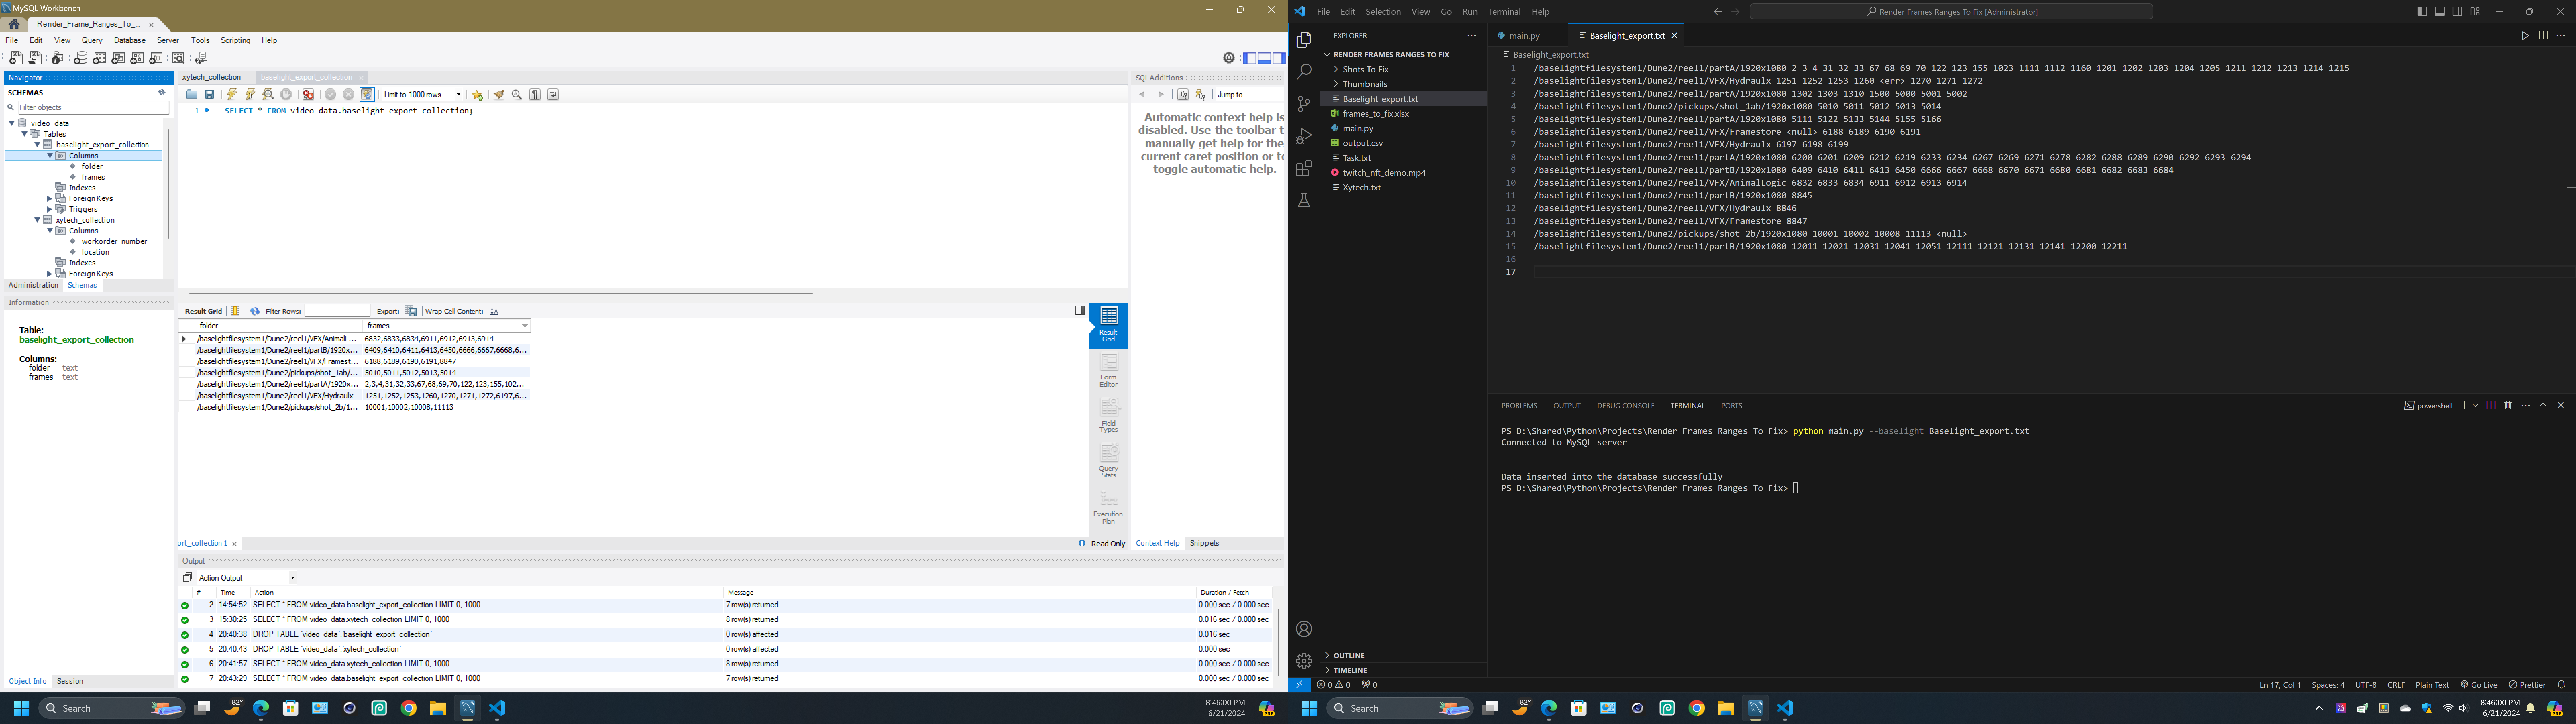 MySQL Workbench
Render_Frame_Ranges_To_...
File Edit View Query Database Server Tools Scripting Help
Navigator
SCHEMAS
Filter objects
video_data
Tables
baselight_export_collection
Columns
folder
frames
Indexes
Foreign Keys
Triggers
xytech_collection
Columns
workorder_number
location
Indexes
Foreign Keys
Administration Schemas
Information
Table:
baselight_export_collection
Columns:
folder text
frames text
Object Info Session
xytech_collection baselight_export_collection
Limit to 1000 rows
1 SELECT * FROM video_data.baselight_export_collection;
Result Grid Filter Rows: Export: Wrap Cell Content:
folder frames
/baselightfilesystem1/Dune2/reel1/VFX/AnimalL... 6832,6833,6834,6911,6912,6913,6914
/baselightfilesystem1/Dune2/reel1/partB/1920x... 6409,6410,6411,6413,6450,6666,6667,6668,6...
/baselightfilesystem1/Dune2/reel1/VFX/Framest... 6188,6189,6190,6191,8847
/baselightfilesystem1/Dune2/pickups/shot_1ab/... 5010,5011,5012,5013,5014
/baselightfilesystem1/Dune2/reel1/partA/1920x... 2,3,4,31,32,33,67,68,69,70,122,123,155,102...
/baselightfilesystem1/Dune2/reel1/VFX/Hydraulx 1251,1252,1253,1260,1270,1271,1272,6197,6...
/baselightfilesystem1/Dune2/pickups/shot_2b/1... 10001,10002,10008,11113
Result Grid
Form Editor
Field Types
Query Stats
Execution Plan
ort_collection 1
Read Only
SQLAdditions
Jump to
Automatic context help is
disabled. Use the toolbar t
manually get help for the
current caret position or t
toggle automatic help.
Context Help Snippets
Output
Action Output
# Time Action Message Duration / Fetch
2 14:54:52 SELECT * FROM video_data.baselight_export_collection LIMIT 0, 1000 7 row(s) returned 0.000 sec / 0.000 sec
3 15:30:25 SELECT * FROM video_data.xytech_collection LIMIT 0, 1000 8 row(s) returned 0.016 sec / 0.000 sec
4 20:40:38 DROP TABLE `video_data`.`baselight_export_collection` 0 row(s) affected 0.016 sec
5 20:40:43 DROP TABLE `video_data`.`xytech_collection` 0 row(s) affected 0.000 sec
6 20:41:57 SELECT * FROM video_data.xytech_collection LIMIT 0, 1000 8 row(s) returned 0.000 sec / 0.000 sec
7 20:43:29 SELECT * FROM video_data.baselight_export_collection LIMIT 0, 1000 7 row(s) returned 0.000 sec / 0.000 sec
Search
82°
8:46:00 PM
6/21/2024
File Edit Selection View Go Run Terminal Help
Render Frames Ranges To Fix [Administrator]
EXPLORER
RENDER FRAMES RANGES TO FIX
Shots To Fix
Thumbnails
Baselight_export.txt
frames_to_fix.xlsx
main.py
output.csv
Task.txt
twitch_nft_demo.mp4
Xytech.txt
OUTLINE
TIMELINE
main.py Baselight_export.txt
Baselight_export.txt
1 /baselightfilesystem1/Dune2/reel1/partA/1920x1080 2 3 4 31 32 33 67 68 69 70 122 123 155 1023 1111 1112 1160 1201 1202 1203 1204 1205 1211 1212 1213 1214 1215
2 /baselightfilesystem1/Dune2/reel1/VFX/Hydraulx 1251 1252 1253 1260 <err> 1270 1271 1272
3 /baselightfilesystem1/Dune2/reel1/partA/1920x1080 1302 1303 1310 1500 5000 5001 5002
4 /baselightfilesystem1/Dune2/pickups/shot_1ab/1920x1080 5010 5011 5012 5013 5014
5 /baselightfilesystem1/Dune2/reel1/partA/1920x1080 5111 5122 5133 5144 5155 5166
6 /baselightfilesystem1/Dune2/reel1/VFX/Framestore <null> 6188 6189 6190 6191
7 /baselightfilesystem1/Dune2/reel1/VFX/Hydraulx 6197 6198 6199
8 /baselightfilesystem1/Dune2/reel1/partA/1920x1080 6200 6201 6209 6212 6219 6233 6234 6267 6269 6271 6278 6282 6288 6289 6290 6292 6293 6294
9 /baselightfilesystem1/Dune2/reel1/partB/1920x1080 6409 6410 6411 6413 6450 6666 6667 6668 6670 6671 6680 6681 6682 6683 6684
10 /baselightfilesystem1/Dune2/reel1/VFX/AnimalLogic 6832 6833 6834 6911 6912 6913 6914
11 /baselightfilesystem1/Dune2/reel1/partB/1920x1080 8845
12 /baselightfilesystem1/Dune2/reel1/VFX/Hydraulx 8846
13 /baselightfilesystem1/Dune2/reel1/VFX/Framestore 8847
14 /baselightfilesystem1/Dune2/pickups/shot_2b/1920x1080 10001 10002 10008 11113 <null>
15 /baselightfilesystem1/Dune2/reel1/partB/1920x1080 12011 12021 12031 12041 12051 12111 12121 12131 12141 12200 12211
16
17
PROBLEMS OUTPUT DEBUG CONSOLE TERMINAL PORTS
powershell
PS D:\Shared\Python\Projects\Render Frames Ranges To Fix> python main.py --baselight Baselight_export.txt
Connected to MySQL server
Data inserted into the database successfully
PS D:\Shared\Python\Projects\Render Frames Ranges To Fix>
0 0 0
Ln 17, Col 1 Spaces: 4 UTF-8 CRLF Plain Text Go Live Prettier
Search
82°
8:46:00 PM
6/21/2024